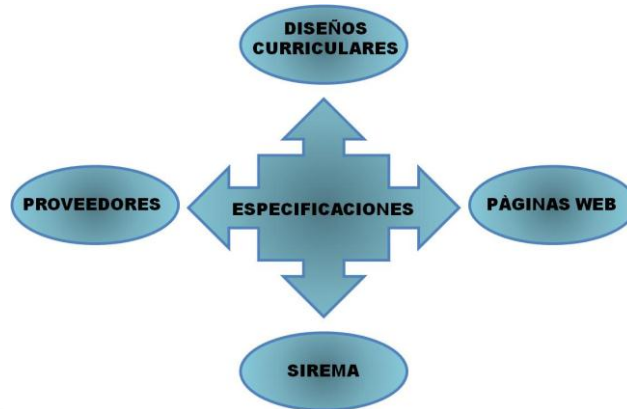 DISEÑOS
CURRICULARES
PROVEEDORES
ESPECIFICACIONES
PÀGINAS WEB
SIREMA